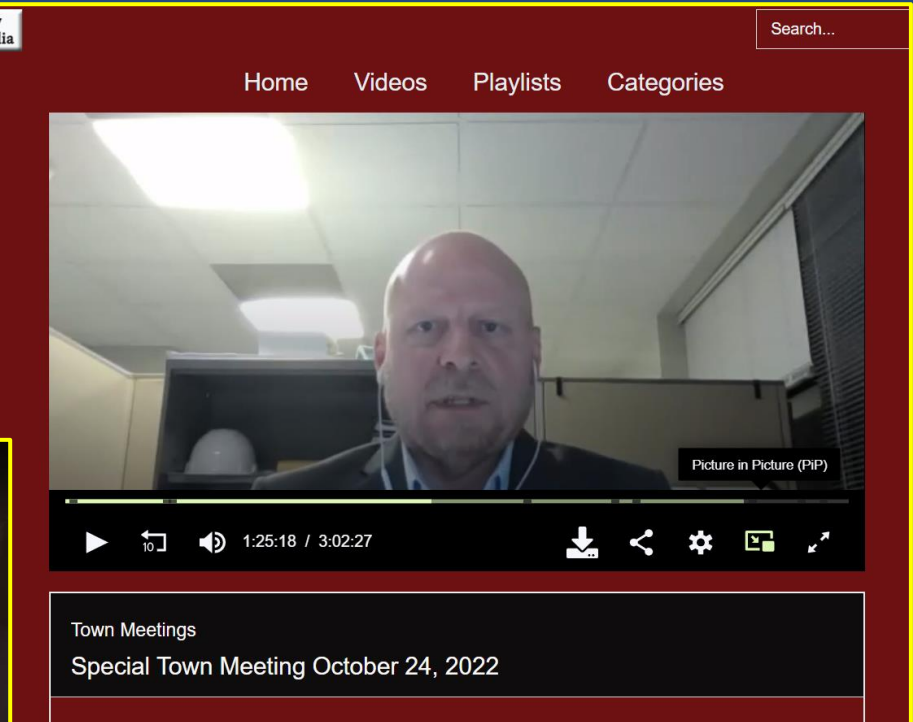 lia
Search...
Home Videos Playlists Categories
Picture in Picture (PiP)
10
1:25:18 / 3:02:27
Town Meetings
Special Town Meeting October 24, 2022